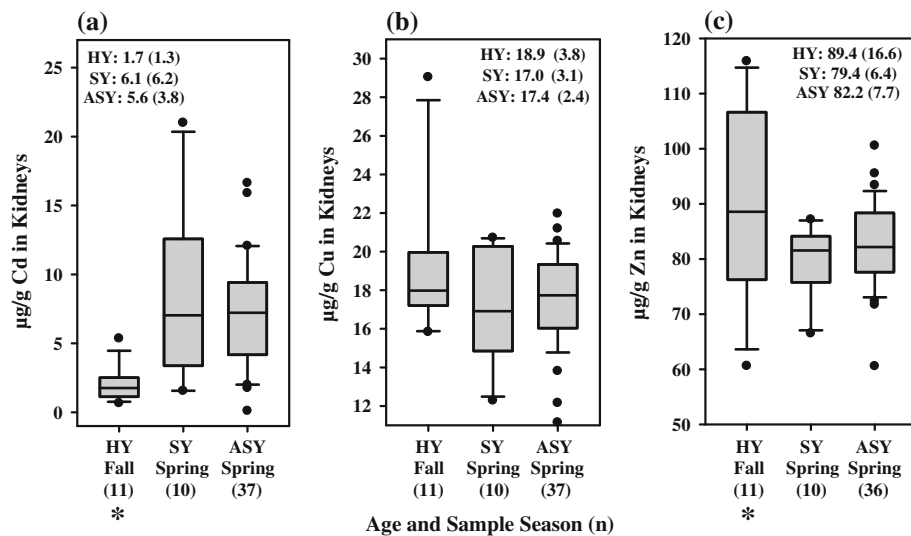 (a)
HY: 1.7 (1.3)
SY: 6.1 (6.2)
ASY: 5.6 (3.8)
µg/g Cd in Kidneys
25
20
15
10
5
0
HY SY ASY
Fall Spring Spring
(11) (10) (37)
*
(b)
HY: 18.9 (3.8)
SY: 17.0 (3.1)
ASY: 17.4 (2.4)
µg/g Cu in Kidneys
30
28
26
24
22
20
18
16
14
12
HY SY ASY
Fall Spring Spring
(11) (10) (37)
(c)
HY: 89.4 (16.6)
SY: 79.4 (6.4)
ASY 82.2 (7.7)
µg/g Zn in Kidneys
120
110
100
90
80
70
60
50
HY SY ASY
Fall Spring Spring
(11) (10) (36)
*
Age and Sample Season (n)